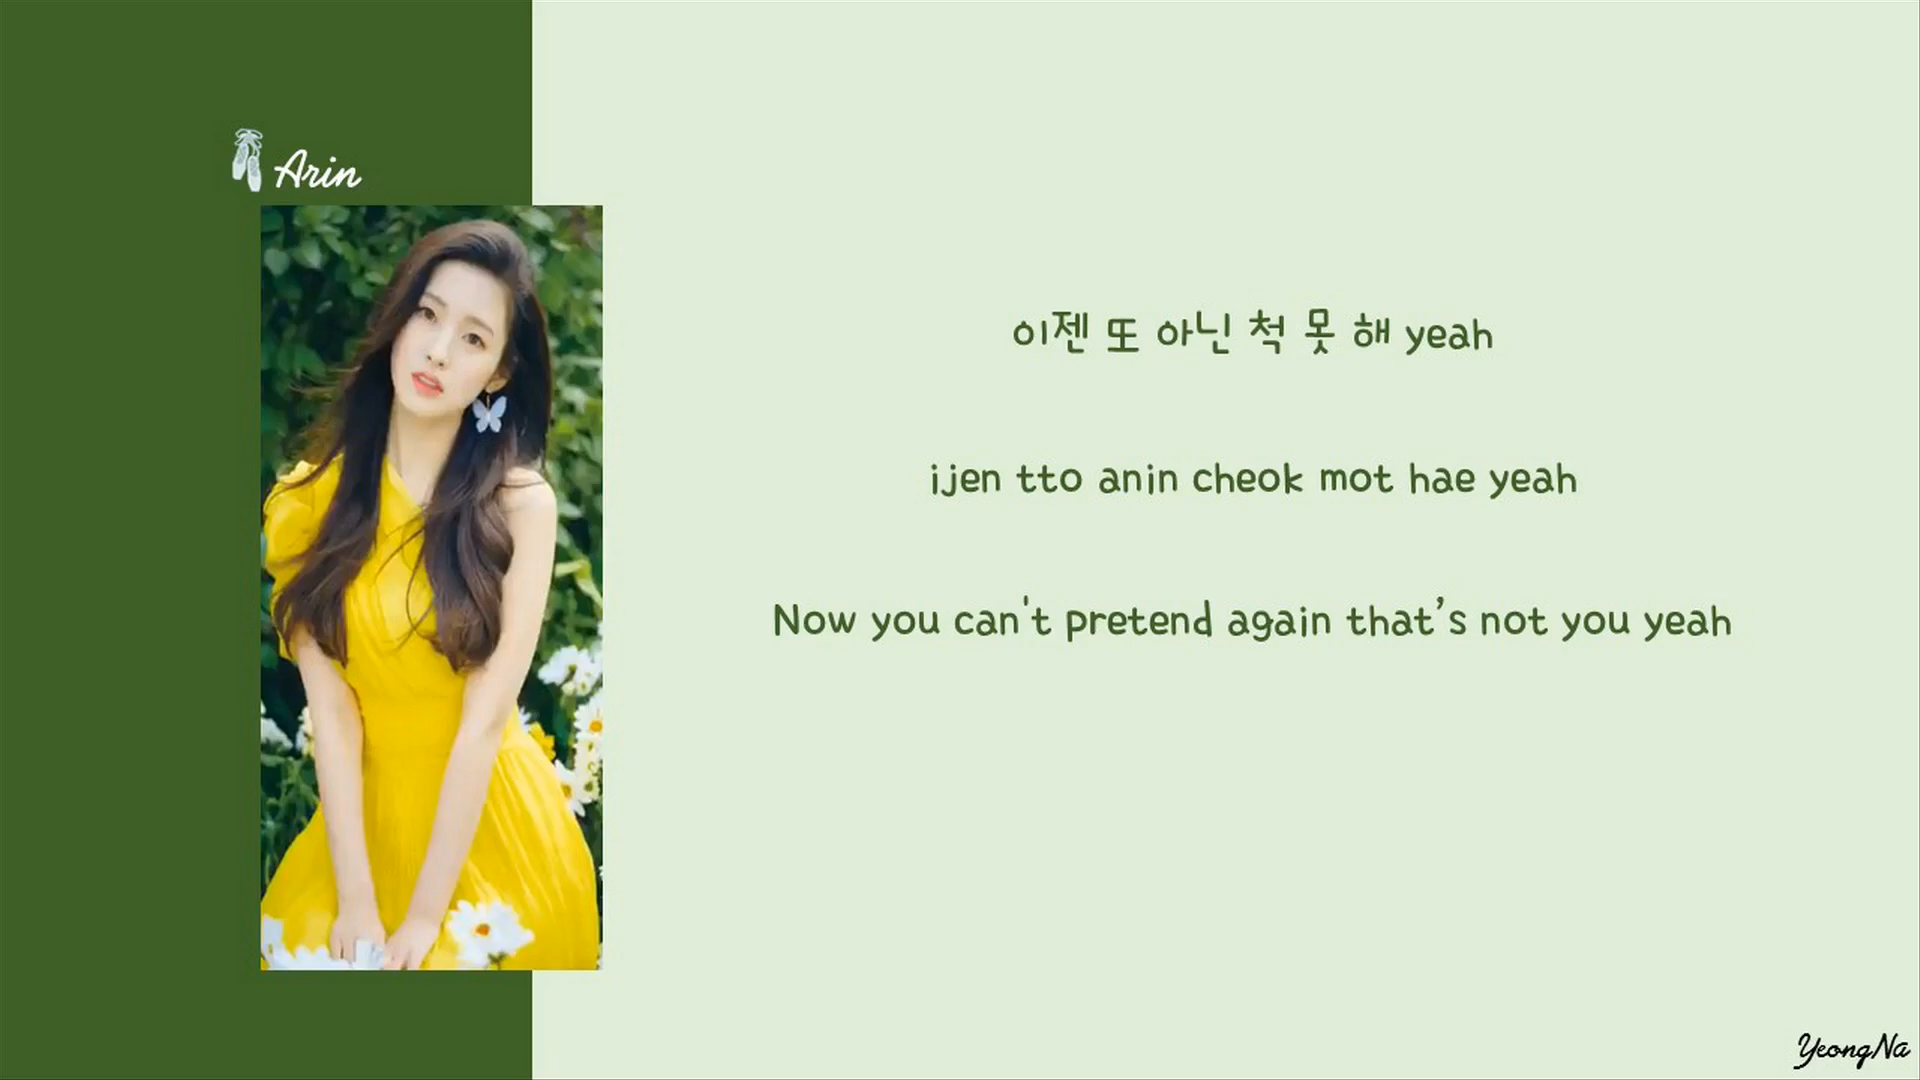 Arin
이젠 또 아닌 척 못 해 yeah
ijen tto anin cheok mot hae yeah
Now you can't pretend again that’s not you yeah
YeongNa